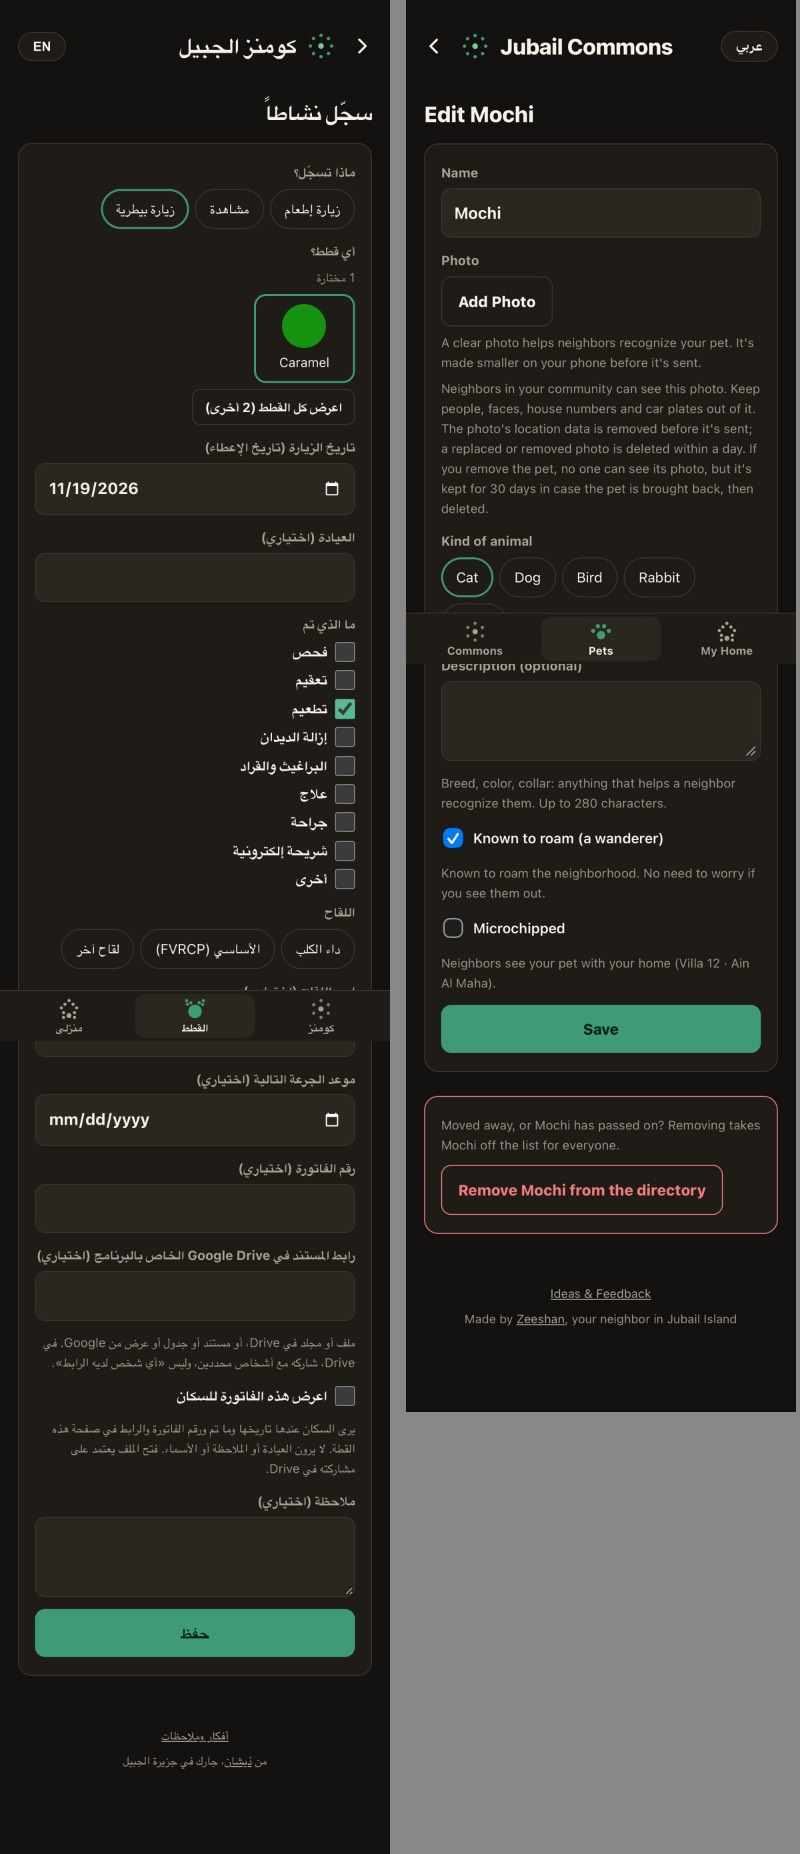 كومنز الجبيل
EN
سجّل نشاطاً
ماذا تسجّل؟
زيارة إطعام
مشاهدة
زيارة بيطرية
أي قطط؟
1 مختارة
Caramel
اعرض كل القطط (2 أخرى)
تاريخ الزيارة (تاريخ الإعطاء)
11/19/2026
العيادة (اختياري)
ما الذي تم
فحص
تعقيم
تطعيم
إزالة الديدان
البراغيث والقراد
علاج
جراحة
شريحة إلكترونية
أخرى
اللقاح
داء الكلب
الأساسي (FVRCP)
لقاح آخر
كومنز
القطط
منزلي
موعد الجرعة التالية (اختياري)
mm/dd/yyyy
رقم الفاتورة (اختياري)
رابط المستند في Google Drive الخاص بالبرنامج (اختياري)
ملف أو مجلد في Drive، أو مستند أو جدول أو عرض من Google. في
Drive، شاركه مع أشخاص محددين، وليس «أي شخص لديه الرابط».
اعرض هذه الفاتورة للسكان
يرى السكان عندها تاريخها وما تم ورقم الفاتورة والرابط في صفحة هذه
القطة. لا يرون العيادة أو الملاحظة أو الأسماء. فتح الملف يعتمد على
مشاركته في Drive.
ملاحظة (اختياري)
حفظ
أفكار وملاحظات
من ذيشان، جارك في جزيرة الجبيل
Jubail Commons
عربي
Edit Mochi
Name
Mochi
Photo
Add Photo
A clear photo helps neighbors recognize your pet. It's
made smaller on your phone before it's sent.
Neighbors in your community can see this photo. Keep
people, faces, house numbers and car plates out of it.
The photo's location data is removed before it's sent;
a replaced or removed photo is deleted within a day. If
you remove the pet, no one can see its photo, but it's
kept for 30 days in case the pet is brought back, then
deleted.
Kind of animal
Cat
Dog
Bird
Rabbit
Commons
Pets
My Home
Description (optional)
Breed, color, collar: anything that helps a neighbor
recognize them. Up to 280 characters.
Known to roam (a wanderer)
Known to roam the neighborhood. No need to worry if
you see them out.
Microchipped
Neighbors see your pet with your home (Villa 12 · Ain
Al Maha).
Save
Moved away, or Mochi has passed on? Removing takes
Mochi off the list for everyone.
Remove Mochi from the directory
Ideas & Feedback
Made by Zeeshan, your neighbor in Jubail Island